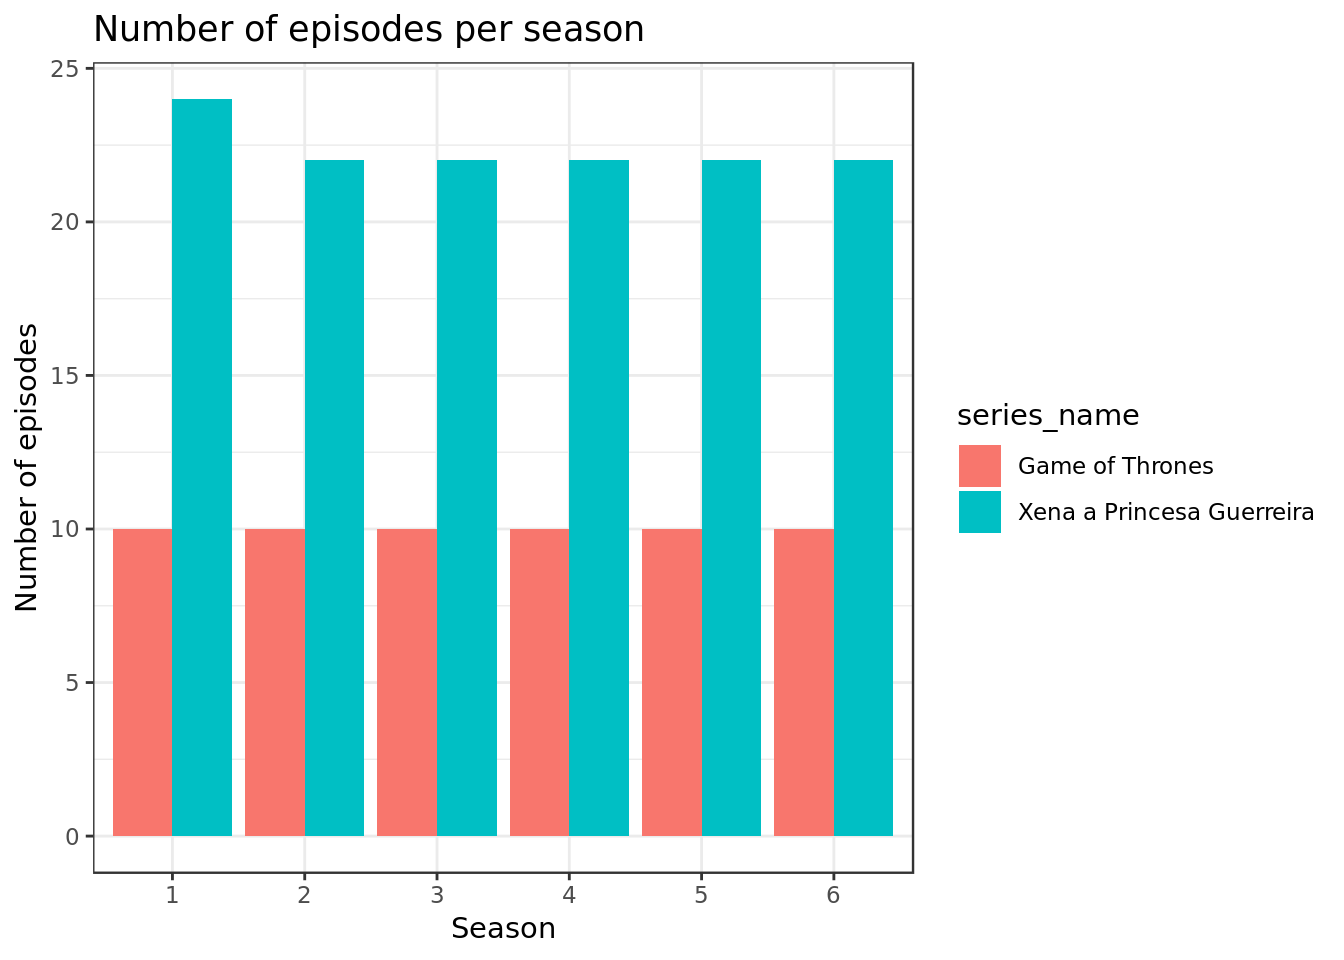 Number of episodes per season
Number of episodes
25
20
15
10
5
0
1 2 3 4 5 6
Season
series_name
Game of Thrones
Xena a Princesa Guerreira